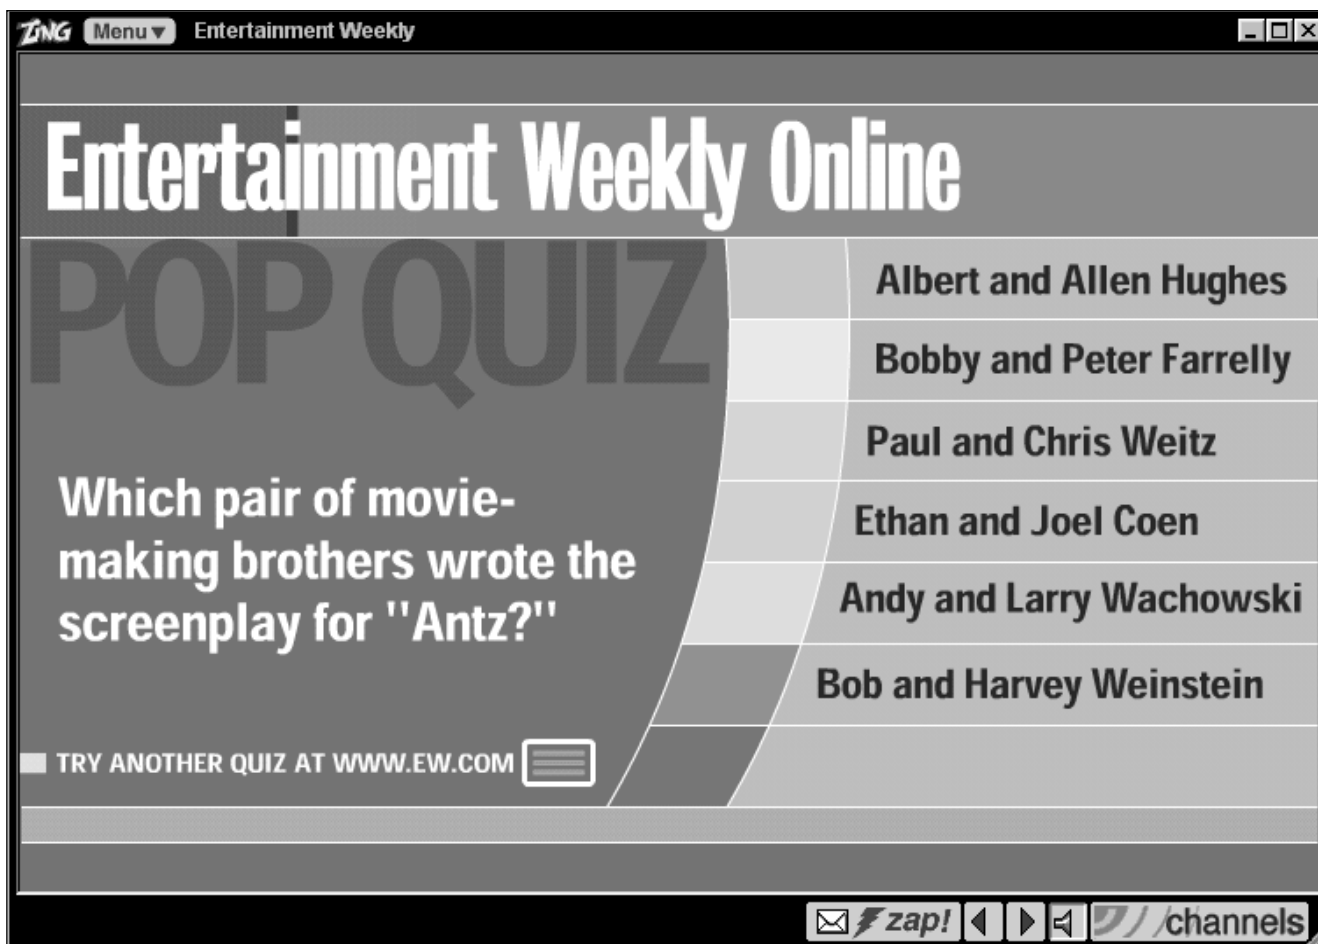 ZiNG Menu Entertainment Weekly
Entertainment Weekly Online
POP QUIZ
Which pair of movie-
making brothers wrote the
screenplay for "Antz?"
TRY ANOTHER QUIZ AT WWW.EW.COM
Albert and Allen Hughes
Bobby and Peter Farrelly
Paul and Chris Weitz
Ethan and Joel Coen
Andy and Larry Wachowski
Bob and Harvey Weinstein
zap! channels